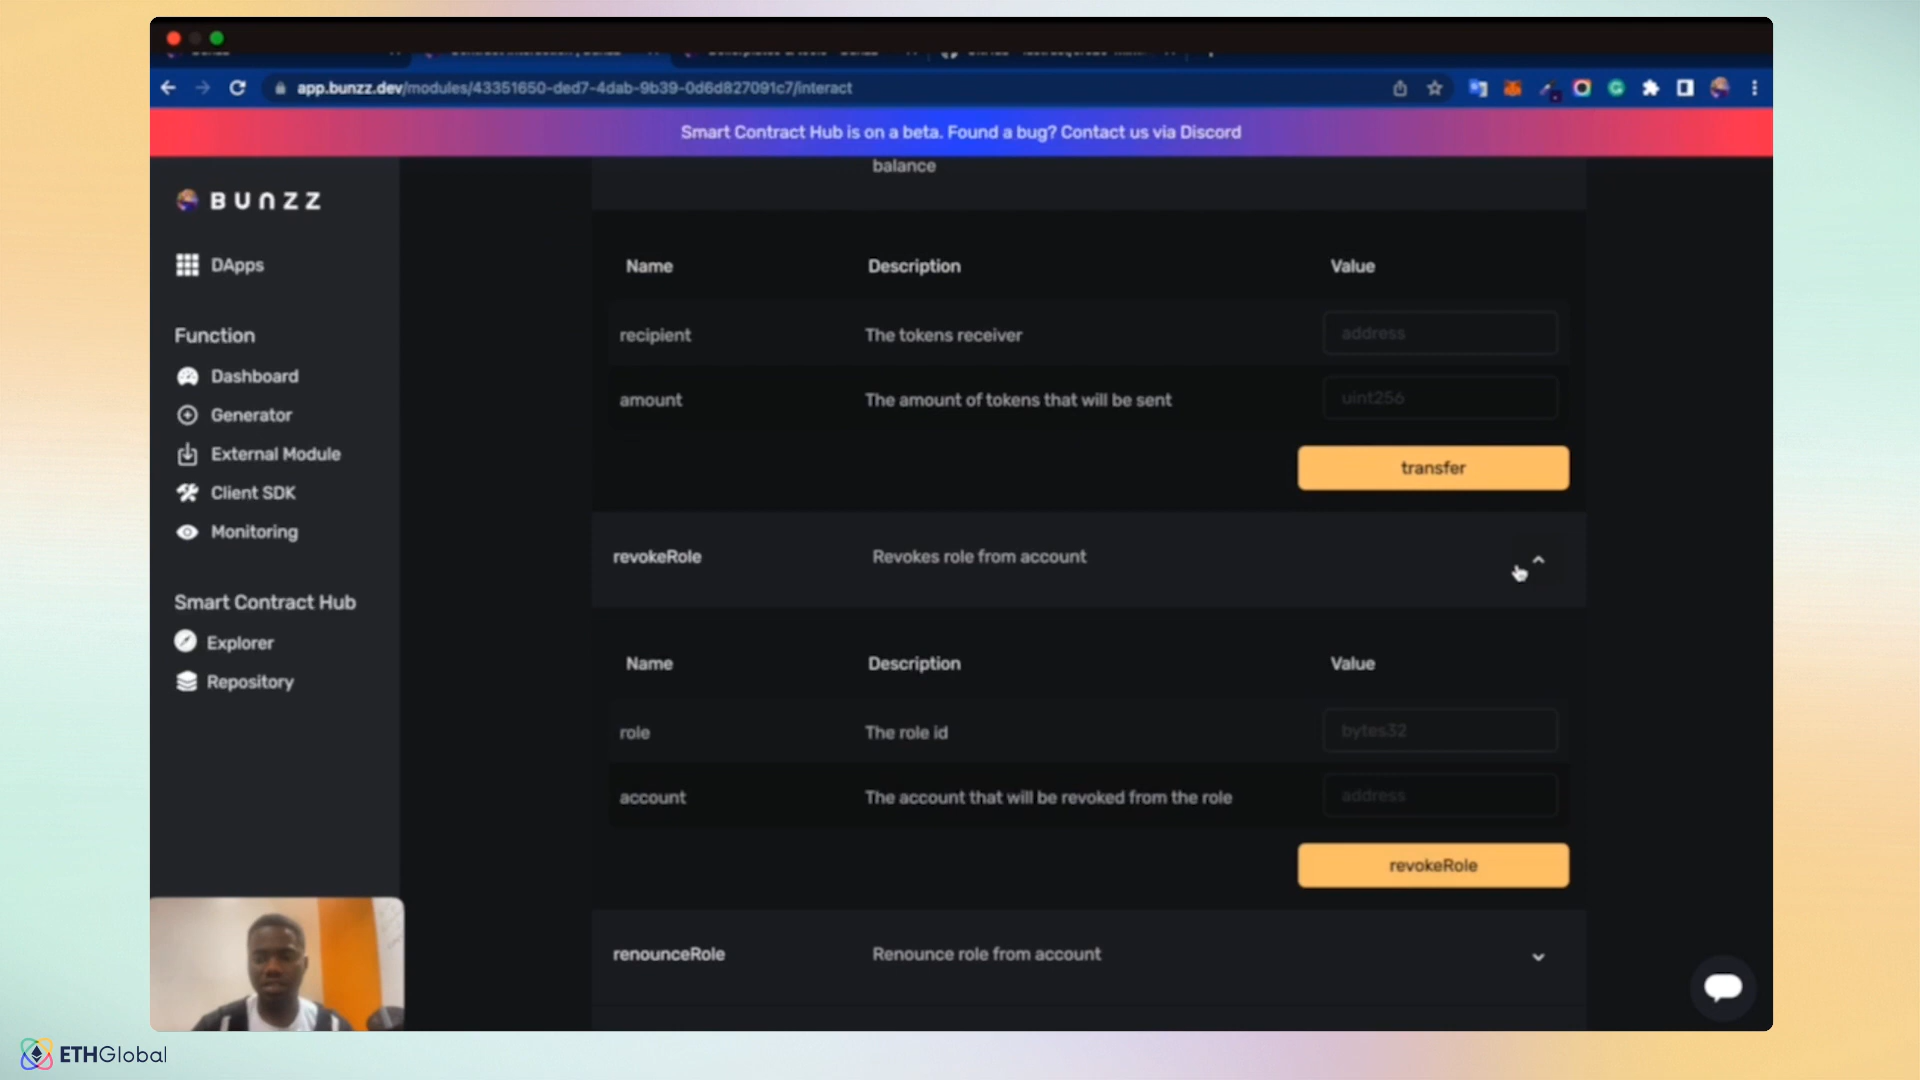 app.bunzz.dev/modules/43351650-ded7-4dab-9b39-0d6d827091c7/interact
Smart Contract Hub is on a beta. Found a bug? Contact us via Discord
BUNZZ
DApps
Function
Dashboard
Generator
External Module
Client SDK
Monitoring
Smart Contract Hub
Explorer
Repository
balance
Name Description Value
recipient The tokens receiver address
amount The amount of tokens that will be sent uint256
transfer
revokeRole Revokes role from account
Name Description Value
role The role id bytes32
account The account that will be revoked from the role address
revokeRole
renounceRole Renounce role from account
ETHGlobal